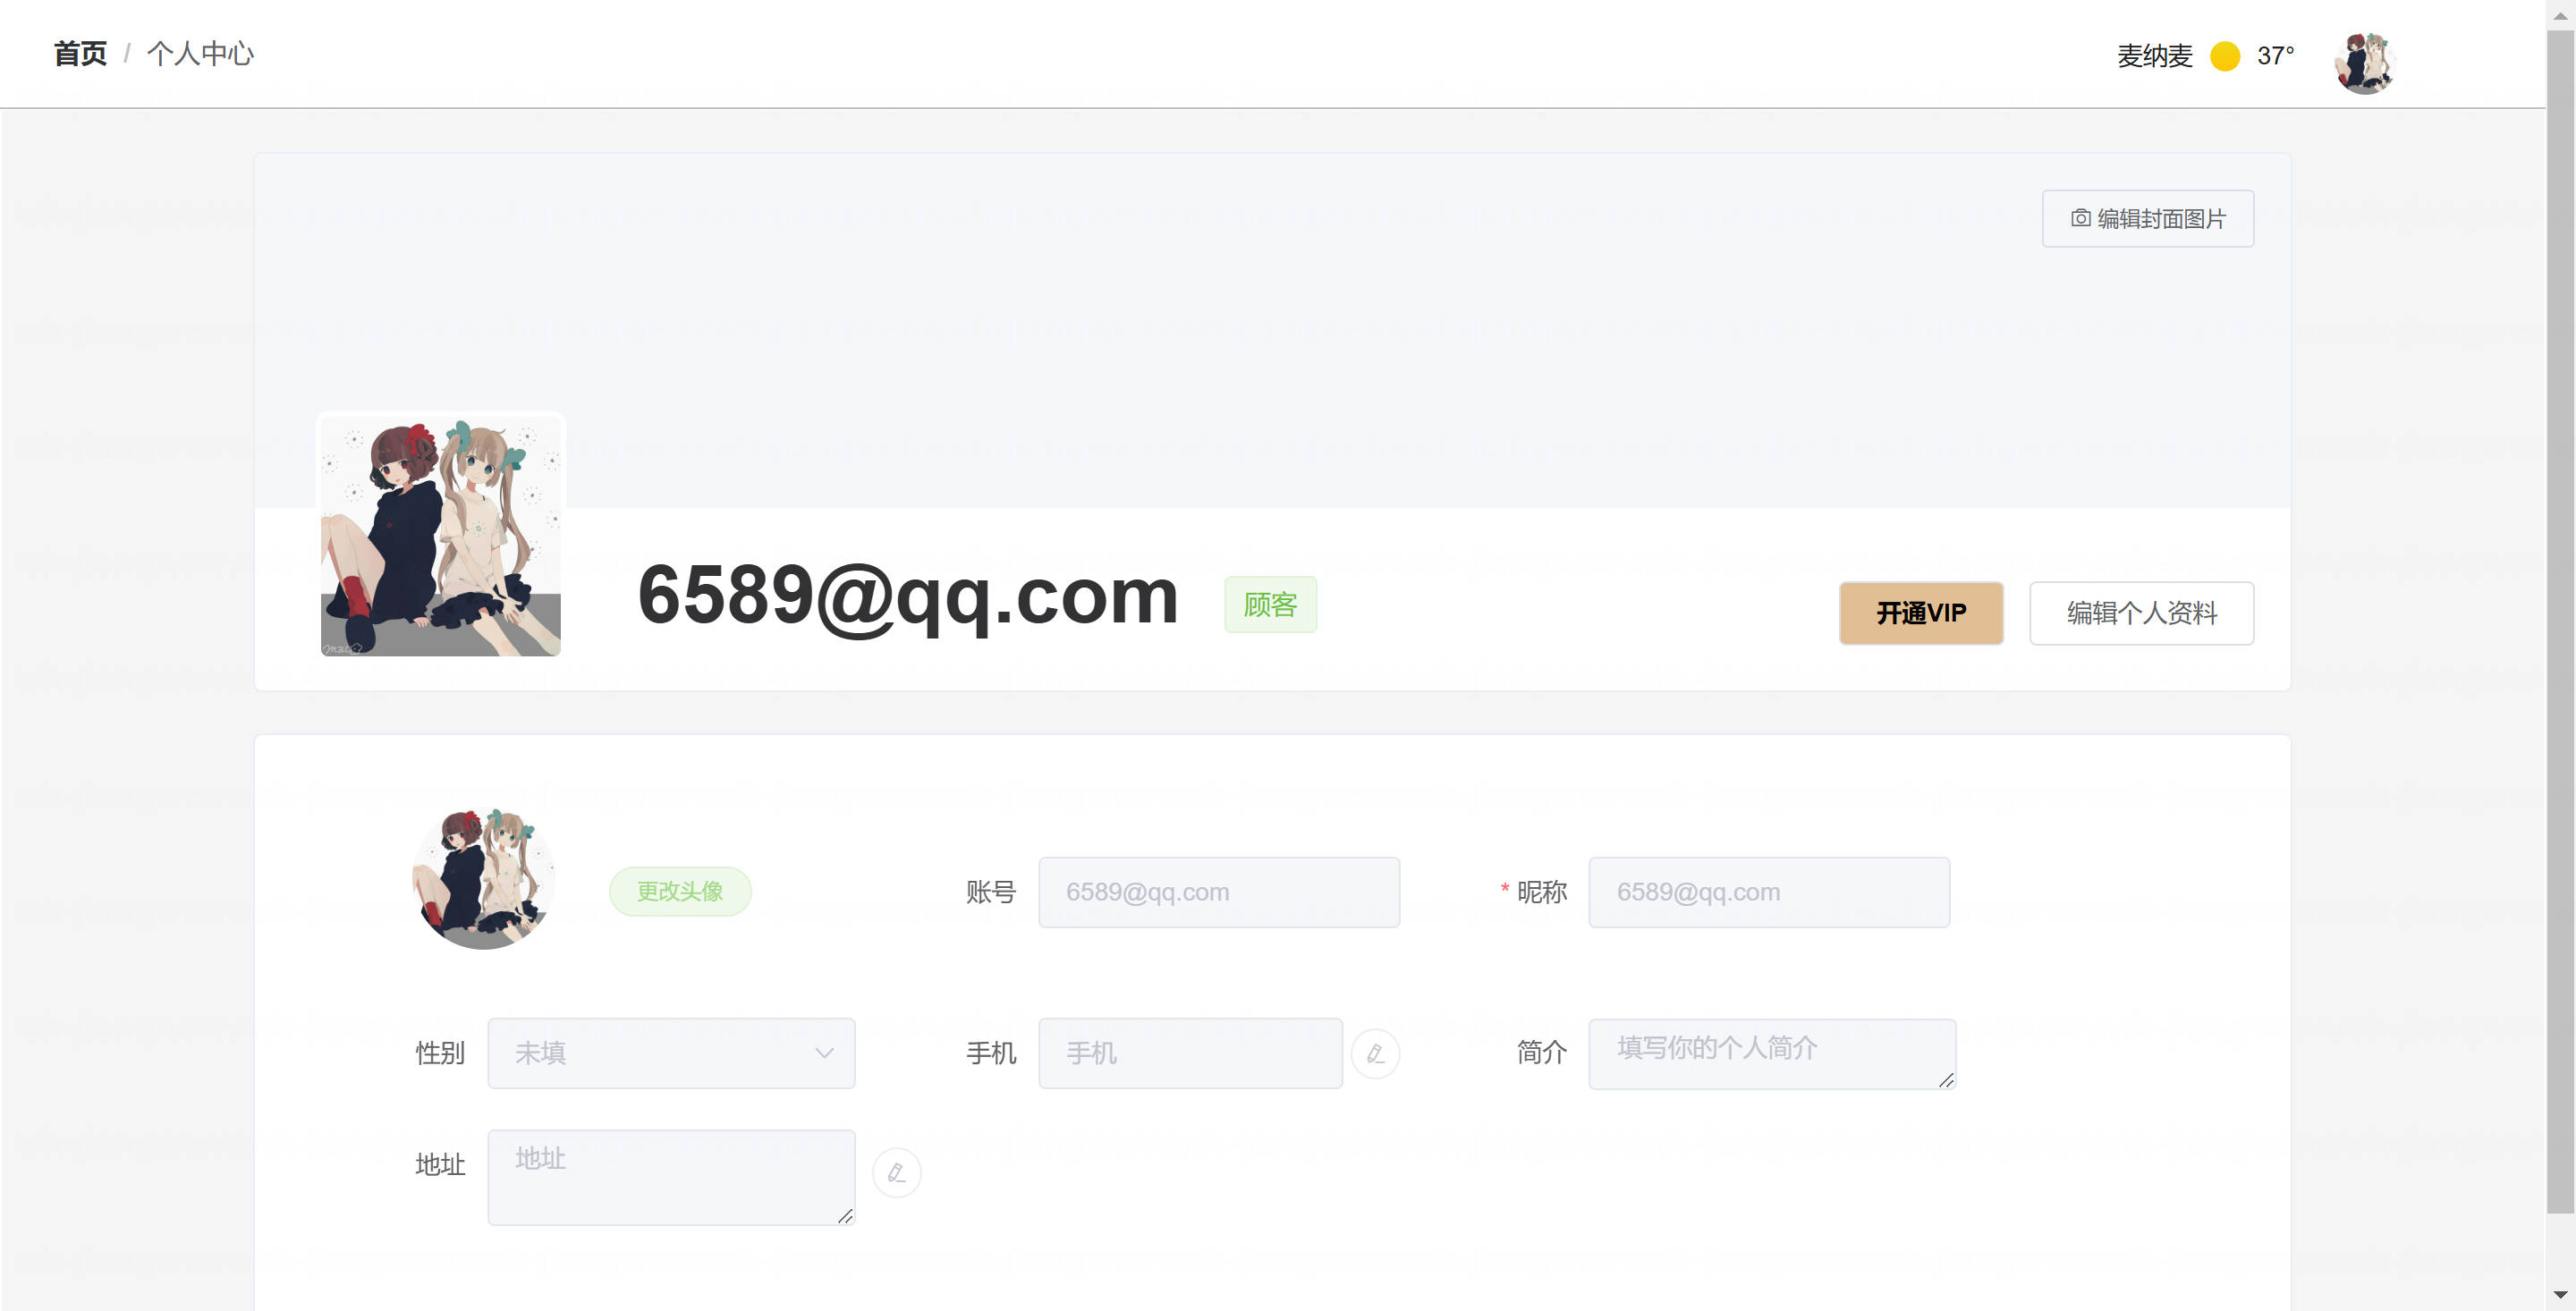 首页 / 个人中心
麦纳麦 37°
编辑封面图片
6589@qq.com 顾客
开通VIP 编辑个人资料
更改头像 账号 6589@qq.com * 昵称 6589@qq.com
性别 未填 手机 手机 简介 填写你的个人简介
地址 地址